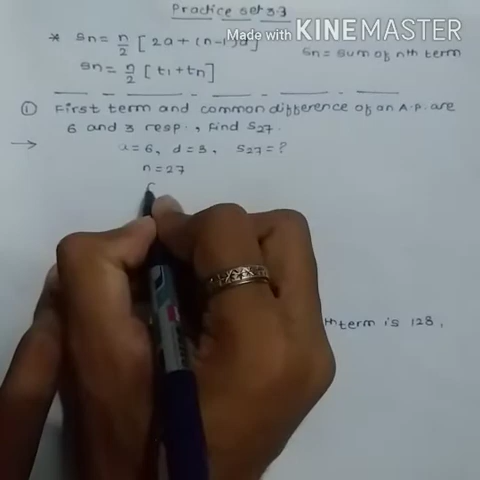 Practice set 3.3
Made with KINEMASTER
* Sn = n/2 [ 2a + (n-1)d ]
Sn = sum of nth term
Sn = n/2 [ t1 + tn ]
① First term and common difference of an A.P. are
6 and 3 resp., Find S27.
→ a = 6, d = 3, S27 = ?
n = 27
term is 128,